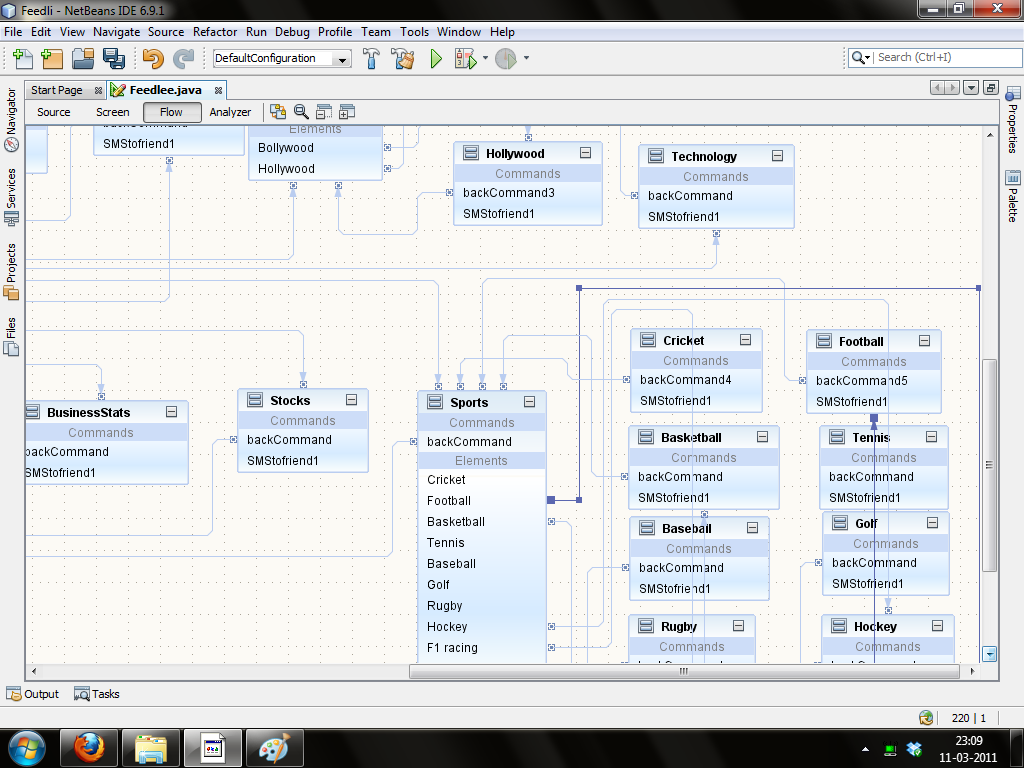 Feedli - NetBeans IDE 6.9.1
File Edit View Navigate Source Refactor Run Debug Profile Team Tools Window Help
DefaultConfiguration
Search (Ctrl+I)
Start Page
Feedlee.java
Source Screen Flow Analyzer
Navigator
Services
Projects
Files
Properties
Palette
SMStofriend1
Elements
Bollywood
Hollywood
Hollywood
Commands
backCommand3
SMStofriend1
Technology
Commands
backCommand
SMStofriend1
BusinessStats
Commands
backCommand
SMStofriend1
Stocks
Commands
backCommand
SMStofriend1
Sports
Commands
backCommand
Elements
Cricket
Football
Basketball
Tennis
Baseball
Golf
Rugby
Hockey
F1 racing
Cricket
Commands
backCommand4
SMStofriend1
Football
Commands
backCommand5
SMStofriend1
Basketball
Commands
backCommand
SMStofriend1
Tennis
Commands
backCommand
SMStofriend1
Baseball
Commands
backCommand
SMStofriend1
Golf
Commands
backCommand
SMStofriend1
Rugby
Commands
Hockey
Commands
Output Tasks
220 | 1
23:09
11-03-2011